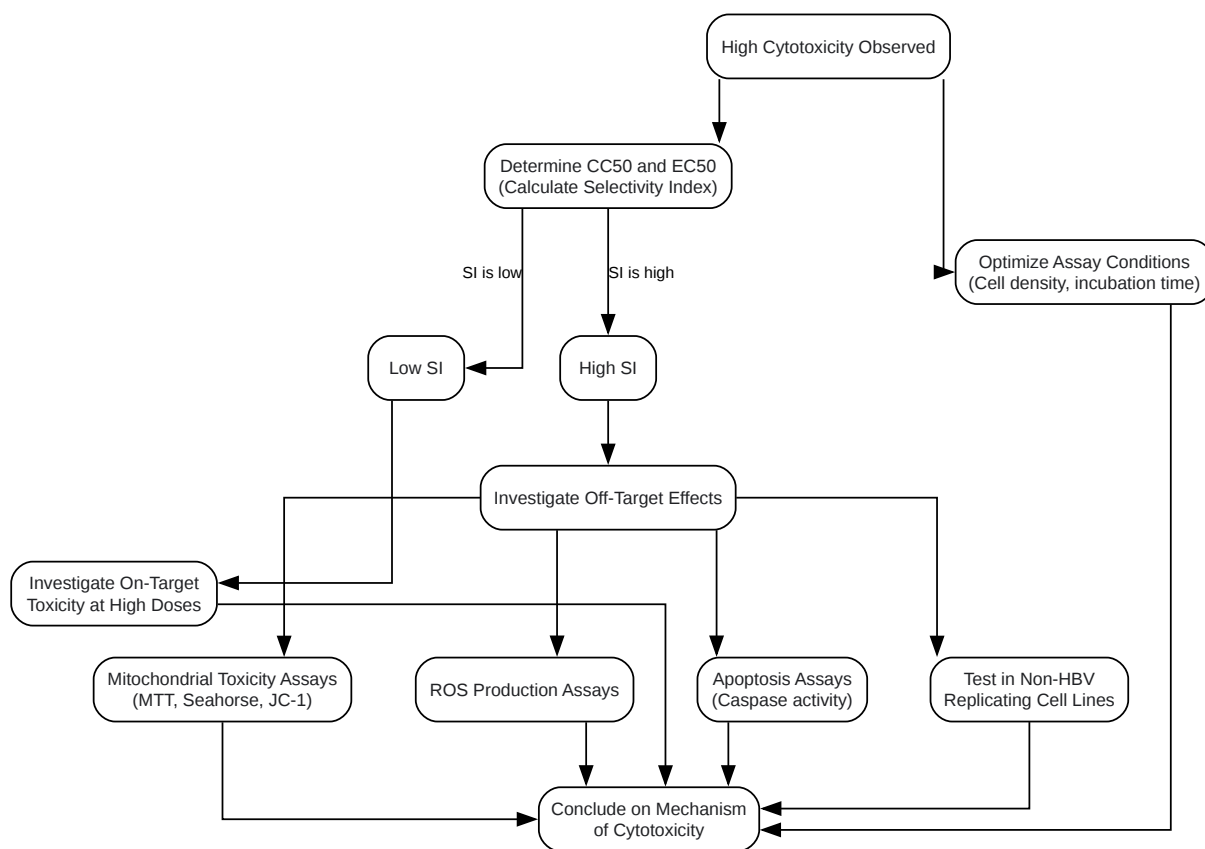 High Cytotoxicity Observed
Determine CC50 and EC50
(Calculate Selectivity Index)
Optimize Assay Conditions
(Cell density, incubation time)
SI is low
SI is high
Low SI
High SI
Investigate Off-Target Effects
Investigate On-Target
Toxicity at High Doses
Mitochondrial Toxicity Assays
(MTT, Seahorse, JC-1)
ROS Production Assays
Apoptosis Assays
(Caspase activity)
Test in Non-HBV
Replicating Cell Lines
Conclude on Mechanism
of Cytotoxicity